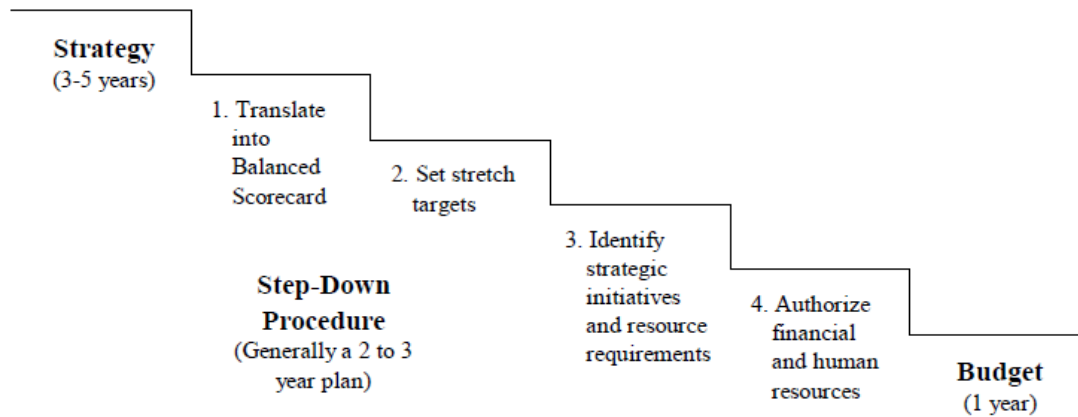 Strategy
(3-5 years)
1. Translate
into
Balanced
Scorecard
2. Set stretch
targets
3. Identify
strategic
initiatives
and resource
requirements
4. Authorize
financial
and human
resources
Step-Down
Procedure
(Generally a 2 to 3
year plan)
Budget
(1 year)